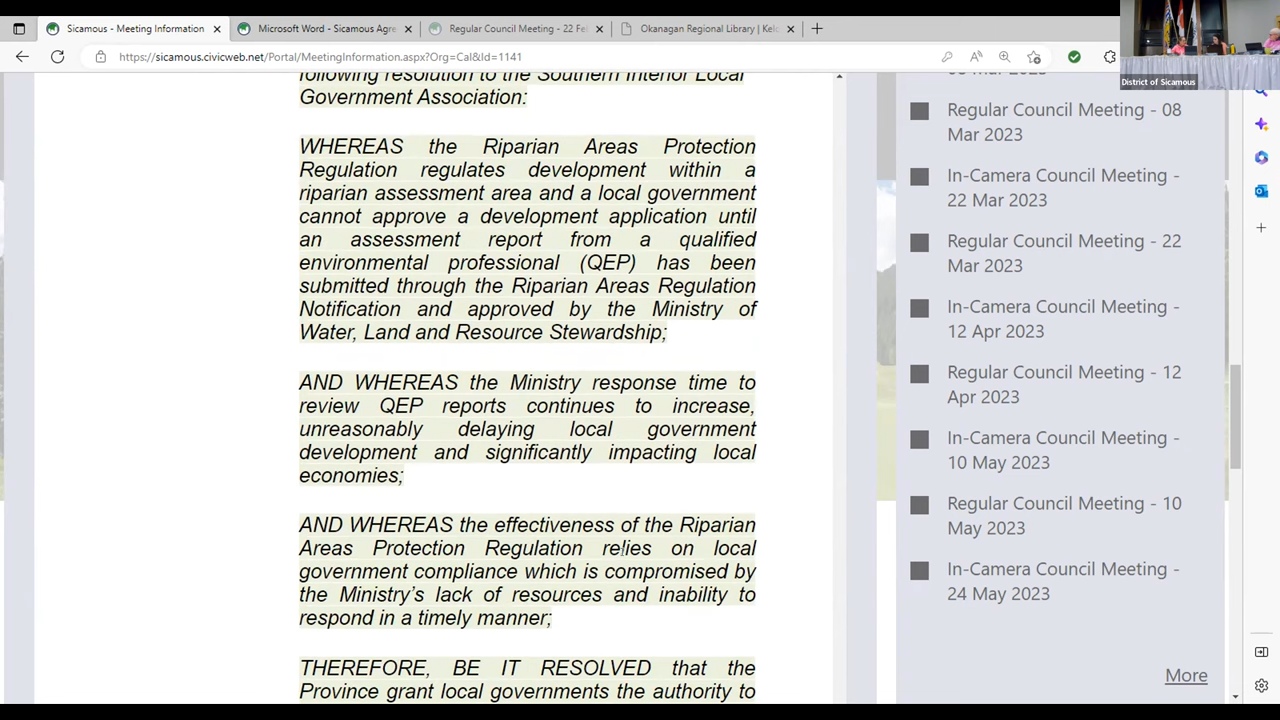 Sicamous - Meeting Information
Microsoft Word - Sicamous Agre
Regular Council Meeting - 22 Fel
Okanagan Regional Library | Kelo
https://sicamous.civicweb.net/Portal/MeetingInformation.aspx?Org=Cal&Id=1141
District of Sicamous
following resolution to the Southern Interior Local
Government Association:
WHEREAS the Riparian Areas Protection
Regulation regulates development within a
riparian assessment area and a local government
cannot approve a development application until
an assessment report from a qualified
environmental professional (QEP) has been
submitted through the Riparian Areas Regulation
Notification and approved by the Ministry of
Water, Land and Resource Stewardship;
AND WHEREAS the Ministry response time to
review QEP reports continues to increase,
unreasonably delaying local government
development and significantly impacting local
economies;
AND WHEREAS the effectiveness of the Riparian
Areas Protection Regulation relies on local
government compliance which is compromised by
the Ministry's lack of resources and inability to
respond in a timely manner;
THEREFORE, BE IT RESOLVED that the
Province grant local governments the authority to
08 Mar 2023
Regular Council Meeting - 08
Mar 2023
In-Camera Council Meeting -
22 Mar 2023
Regular Council Meeting - 22
Mar 2023
In-Camera Council Meeting -
12 Apr 2023
Regular Council Meeting - 12
Apr 2023
In-Camera Council Meeting -
10 May 2023
Regular Council Meeting - 10
May 2023
In-Camera Council Meeting -
24 May 2023
More